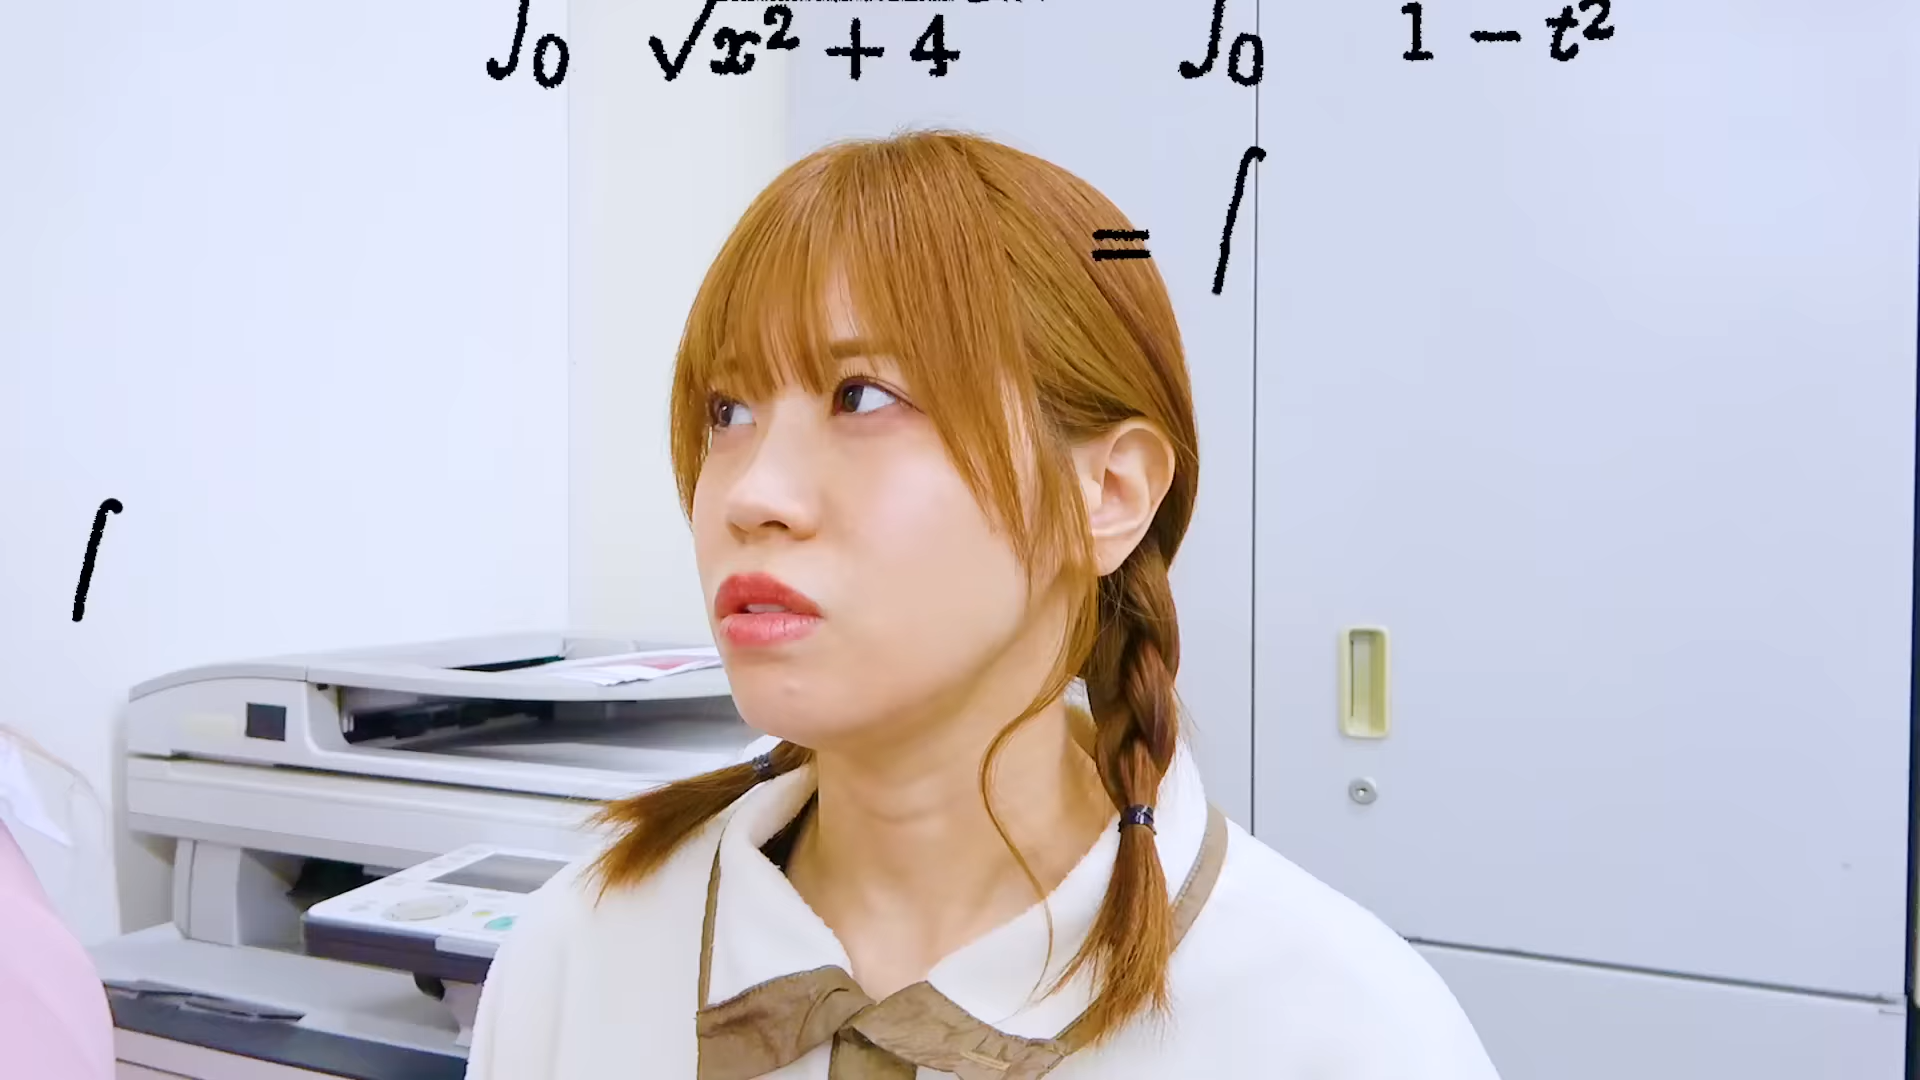 ∫₀ √x² + 4 ∫₀ 1 − t²
= ∫
∫